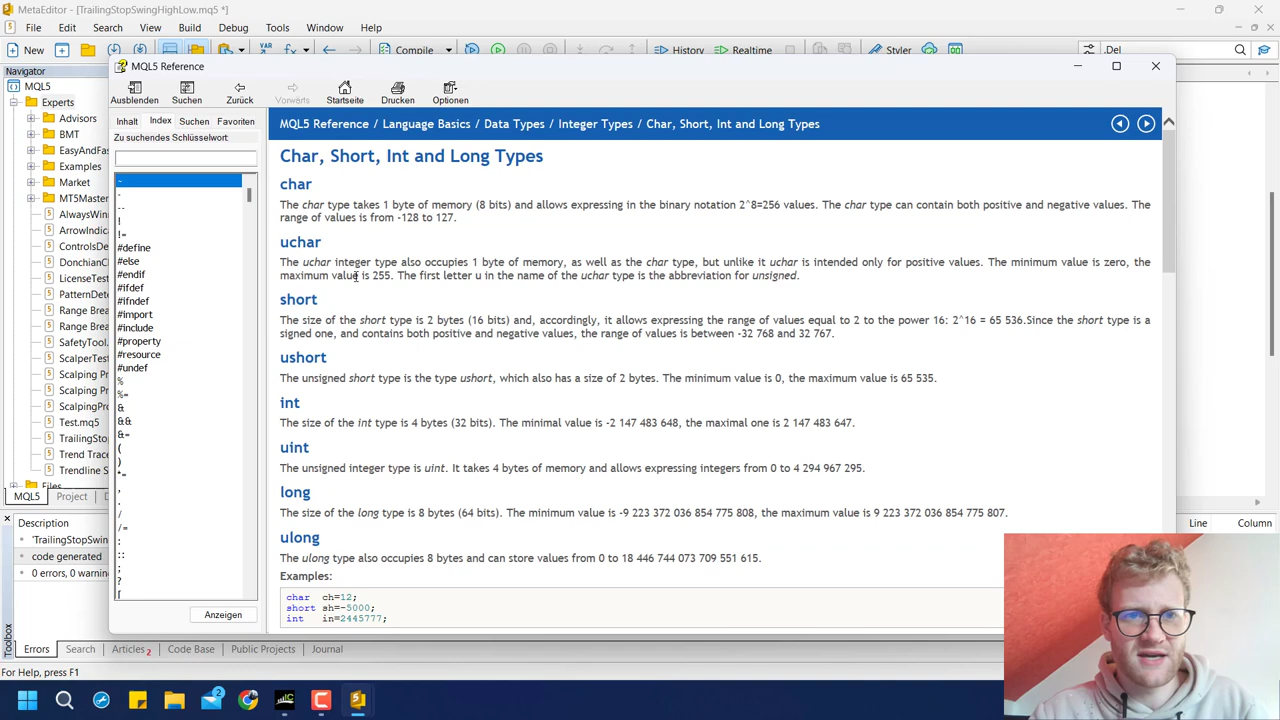 MetaEditor - [TrailingStopSwingHighLow.mq5 *]
File Edit Search View Build Debug Tools Window Help
New VAR f(x) Compile History Realtime Styler .Del
Navigator
MQL5 Reference
MQL5
Experts
Advisors
BMT
EasyAndFas
Examples
Market
MT5Master
AlwaysWin
ArrowIndica
ControlsDe
DonchianCl
LicenseTest
PatternDete
Range Brea
Range Brea
SafetyTool.
ScalperTest
Scalping Pr
Scalping Pr
ScalpingPro
Test.mq5
TrailingStop
Trend Trace
Trendline S
Files
MQL5 Project
Ausblenden Suchen Zurück Vorwärts Startseite Drucken Optionen
Inhalt Index Suchen Favoriten
Zu suchendes Schlüsselwort
~
-
--
!
!=
#define
#else
#endif
#ifdef
#ifndef
#import
#include
#property
#resource
#undef
%
%=
&
&&
&=
(
)
*=
,
.
/
/=
:
::
;
?
[
Anzeigen
MQL5 Reference / Language Basics / Data Types / Integer Types / Char, Short, Int and Long Types
Char, Short, Int and Long Types
char
The char type takes 1 byte of memory (8 bits) and allows expressing in the binary notation 2^8=256 values. The char type can contain both positive and negative values. The
range of values is from -128 to 127.
uchar
The uchar integer type also occupies 1 byte of memory, as well as the char type, but unlike it uchar is intended only for positive values. The minimum value is zero, the
maximum value is 255. The first letter u in the name of the uchar type is the abbreviation for unsigned.
short
The size of the short type is 2 bytes (16 bits) and, accordingly, it allows expressing the range of values equal to 2 to the power 16: 2^16 = 65 536.Since the short type is a
signed one, and contains both positive and negative values, the range of values is between -32 768 and 32 767.
ushort
The unsigned short type is the type ushort, which also has a size of 2 bytes. The minimum value is 0, the maximum value is 65 535.
int
The size of the int type is 4 bytes (32 bits). The minimal value is -2 147 483 648, the maximal one is 2 147 483 647.
uint
The unsigned integer type is uint. It takes 4 bytes of memory and allows expressing integers from 0 to 4 294 967 295.
long
The size of the long type is 8 bytes (64 bits). The minimum value is -9 223 372 036 854 775 808, the maximum value is 9 223 372 036 854 775 807.
ulong
The ulong type also occupies 8 bytes and can store values from 0 to 18 446 744 073 709 551 615.
Examples:
char ch=12;
short sh=-5000;
int in=2445777;
Description Line Column
'TrailingStopSwin
code generated
0 errors, 0 warnin
Toolbox
Errors Search Articles 2 Code Base Public Projects Journal
For Help, press F1
2